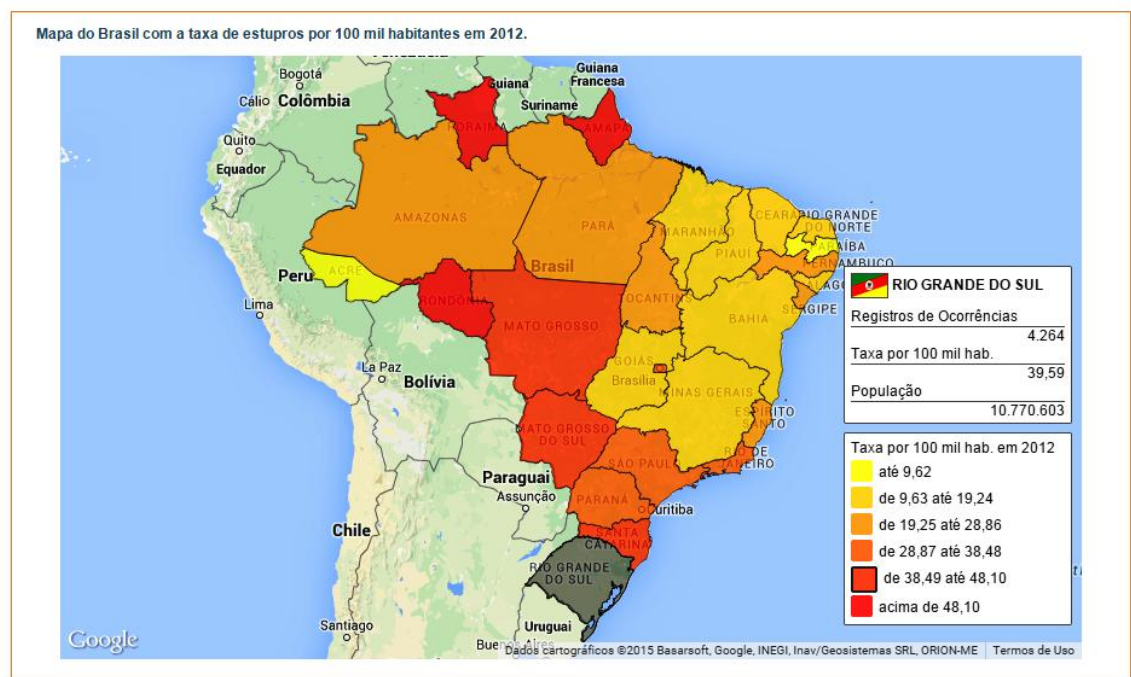 Mapa do Brasil com a taxa de estupros por 100 mil habitantes em 2012.
Bogotá
Cálio Colômbia
Guiana
Suriname
Guiana
Francesa
Quito
Equador
RORAIMA
AMAPÁ
AMAZONAS
PARÁ
MARANHÃO
CEARÁ
RIO GRANDE
DO NORTE
PARAÍBA
PIAUÍ
PERNAMBUCO
SERGIPE
ACRE
Brasil
Peru
Lima
RONDÔNIA
MATO GROSSO
TOCANTINS
BAHIA
GOIÁS
Brasília
MINAS GERAIS
ESPÍRITO
SANTO
La Paz
Bolívia
MATO GROSSO
DO SUL
SÃO PAULO
RIO DE
JANEIRO
Paraguai
Assunção
PARANÁ
Curitiba
SANTA
CATARINA
Chile
RIO GRANDE
DO SUL
Santiago
Uruguai
Buenos Aires
RIO GRANDE DO SUL
Registros de Ocorrências
4.264
Taxa por 100 mil hab.
39,59
População
10.770.603
Taxa por 100 mil hab. em 2012
até 9,62
de 9,63 até 19,24
de 19,25 até 28,86
de 28,87 até 38,48
de 38,49 até 48,10
acima de 48,10
Google
Dados cartográficos ©2015 Basarsoft, Google, INEGI, Inav/Geosistemas SRL, ORION-ME
Termos de Uso